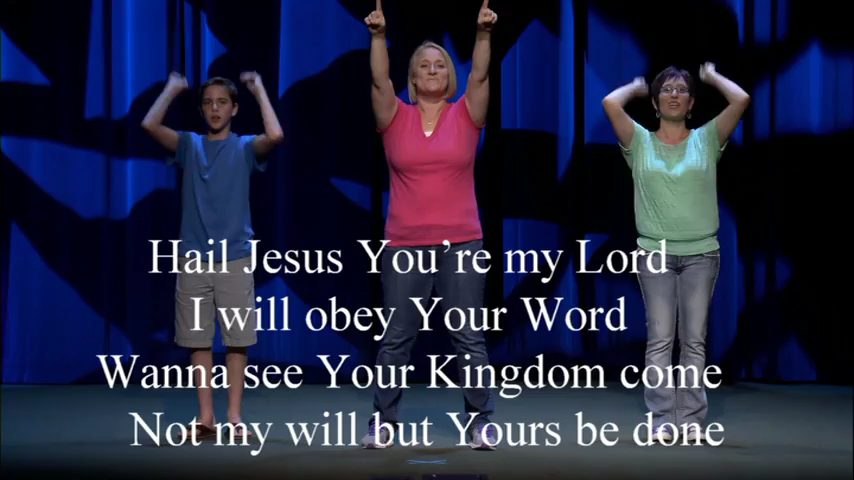 Hail Jesus You're my Lord
I will obey Your Word
Wanna see Your Kingdom come
Not my will but Yours be done